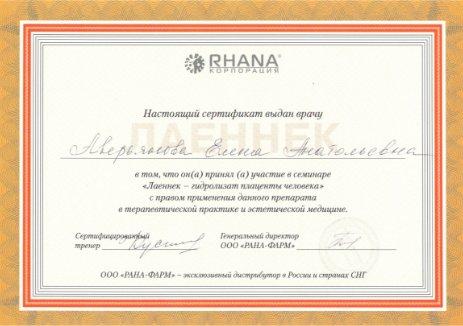 RHANA®
КОРПОРАЦИЯ
Настоящий сертификат выдан врачу
ЛАЕННЕК
Елена Анатольевна
в том, что он(а) принял (а) участие в семинаре
«Лаеннек – гидролизат плаценты человека»
с правом применения данного препарата
в терапевтической практике и эстетической медицине.
Сертифицированный
тренер
Генеральный директор
ООО «РАНА-ФАРМ»
ООО «РАНА-ФАРМ» – эксклюзивный дистрибутор в России и странах СНГ